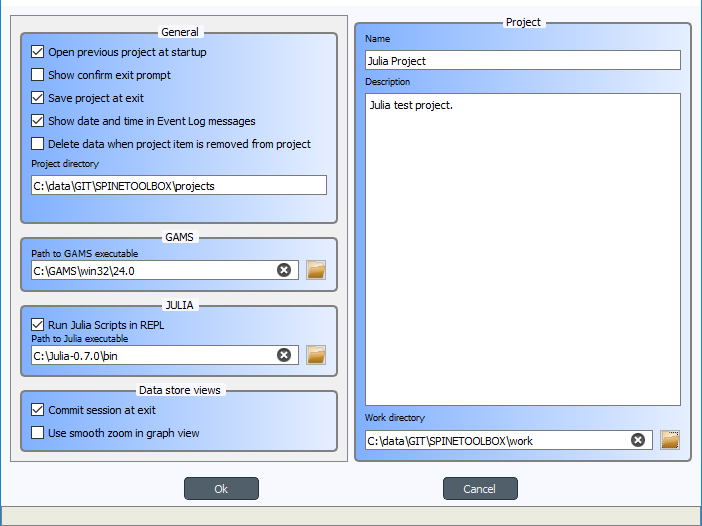 General
Open previous project at startup
Show confirm exit prompt
Save project at exit
Show date and time in Event Log messages
Delete data when project item is removed from project
Project directory
C:\data\GIT\SPINETOOLBOX\projects
GAMS
Path to GAMS executable
C:\GAMS\win32\24.0
JULIA
Run Julia Scripts in REPL
Path to Julia executable
C:\Julia-0.7.0\bin
Data store views
Commit session at exit
Use smooth zoom in graph view
Project
Name
Julia Project
Description
Julia test project.
Work directory
C:\data\GIT\SPINETOOLBOX\work
Ok
Cancel